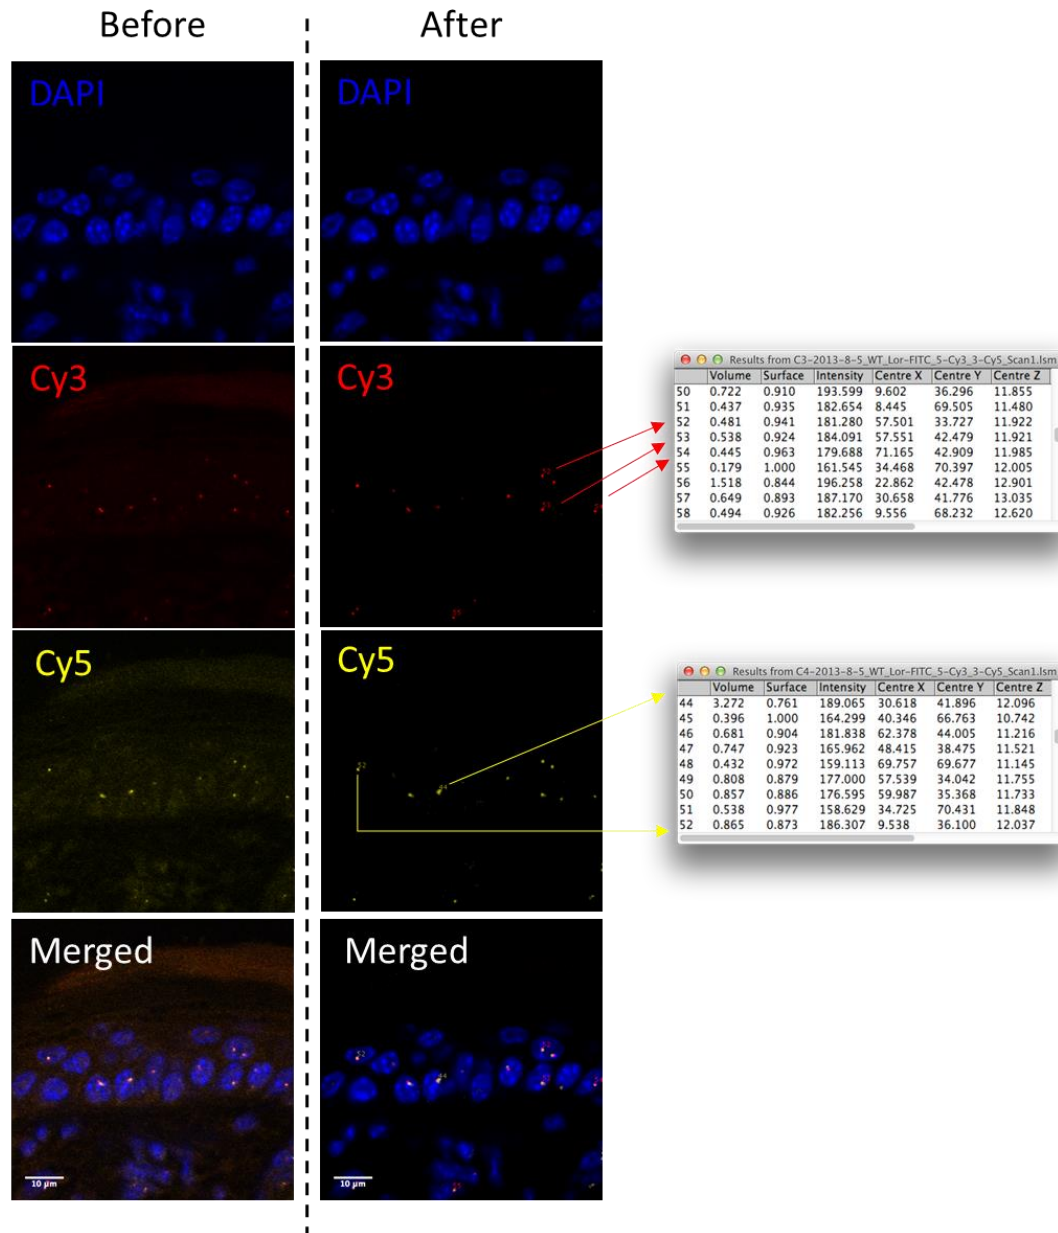 Before After
DAPI DAPI
Cy3 Cy3
Results from C3-2013-8-5_WT_Lor-FITC_5-Cy3_3-Cy5_Scan1.lsm
Volume Surface Intensity Centre X Centre Y Centre Z
50 0.722 0.910 193.599 9.602 36.296 11.855
51 0.437 0.935 182.654 8.445 69.505 11.480
52 0.481 0.941 181.280 57.501 33.727 11.922
53 0.538 0.924 184.091 57.551 42.479 11.921
54 0.445 0.963 179.688 71.165 42.909 11.985
55 0.179 1.000 161.545 34.468 70.397 12.005
56 1.518 0.844 196.258 22.862 42.478 12.901
57 0.649 0.893 187.170 30.658 41.776 13.035
58 0.494 0.926 182.256 9.556 68.232 12.620
Cy5 Cy5
52
44
Results from C4-2013-8-5_WT_Lor-FITC_5-Cy3_3-Cy5_Scan1.lsm
Volume Surface Intensity Centre X Centre Y Centre Z
44 3.272 0.761 189.065 30.618 41.896 12.096
45 0.396 1.000 164.299 40.346 66.763 10.742
46 0.681 0.904 181.838 62.378 44.005 11.216
47 0.747 0.923 165.962 48.415 38.475 11.521
48 0.432 0.972 159.113 69.757 69.677 11.145
49 0.808 0.879 177.000 57.539 34.042 11.755
50 0.857 0.886 176.595 59.987 35.368 11.733
51 0.538 0.977 158.629 34.725 70.431 11.848
52 0.865 0.873 186.307 9.538 36.100 12.037
Merged Merged
52
44
10 µm 10 µm